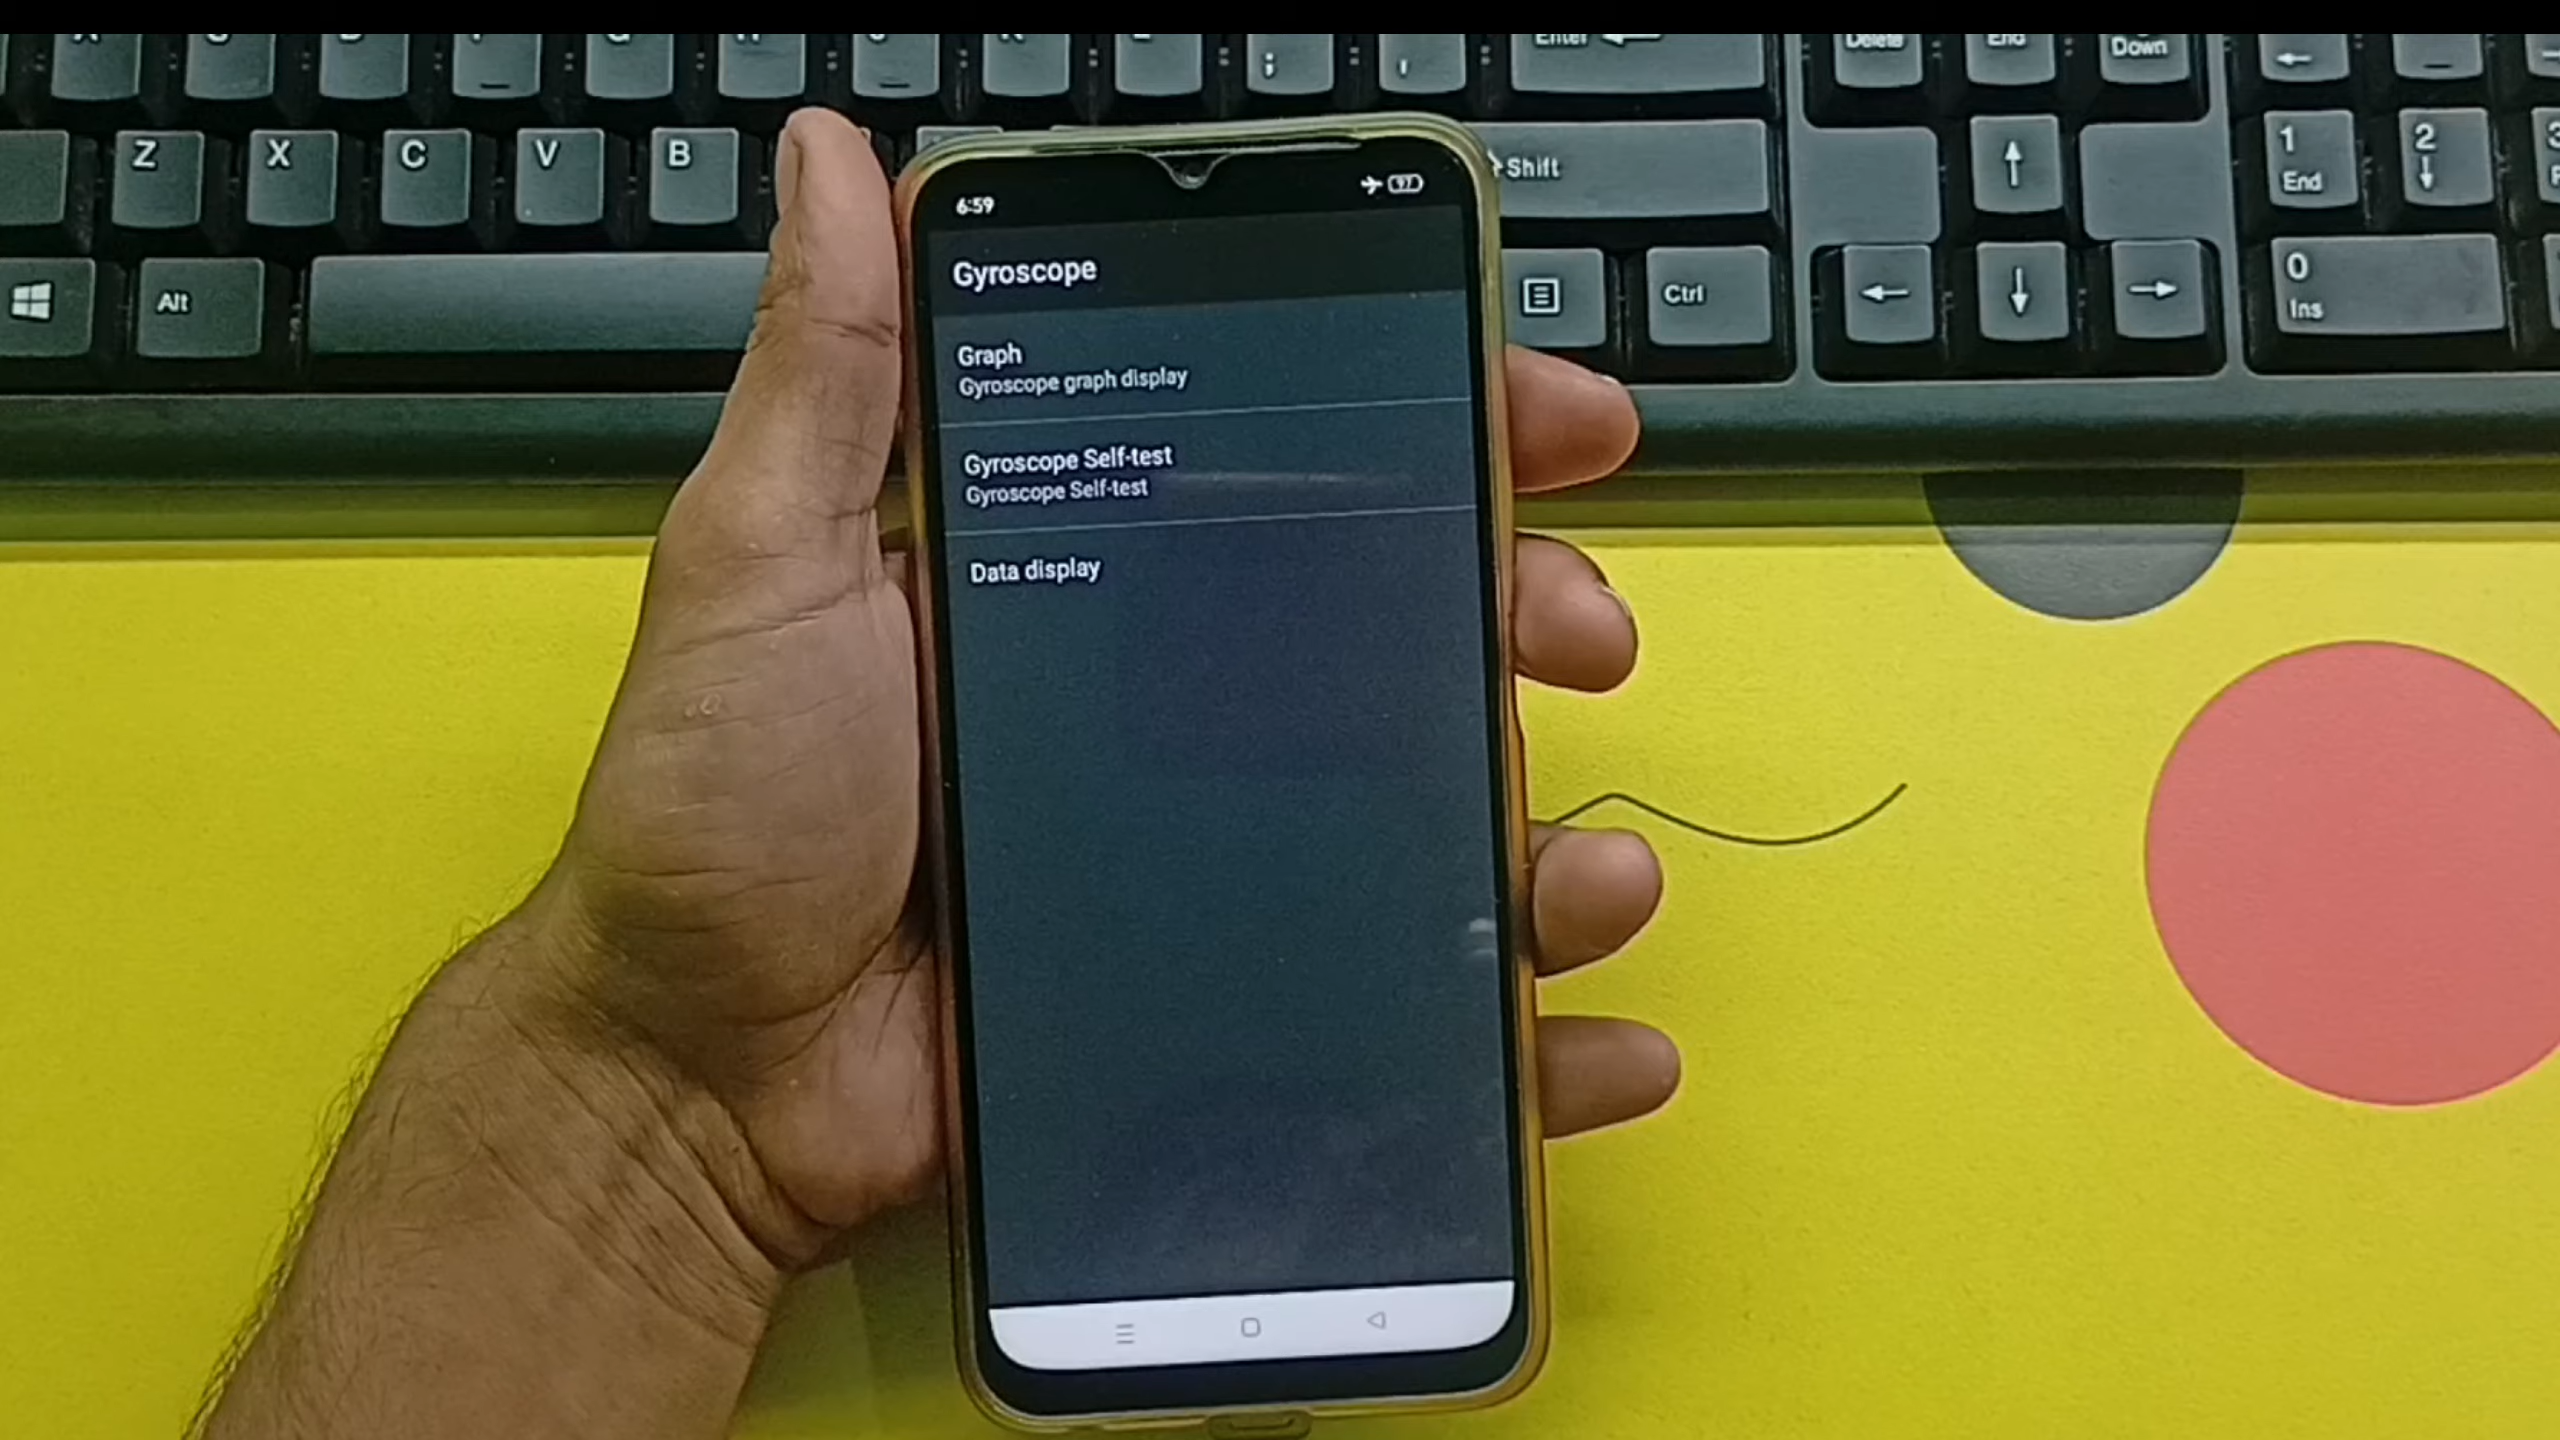 Enter
Delete
End
Down
Z X C V B
Shift
1
End
2
Alt
Ctrl
0
Ins
6:59
97
Gyroscope
Graph
Gyroscope graph display
Gyroscope Self-test
Gyroscope Self-test
Data display